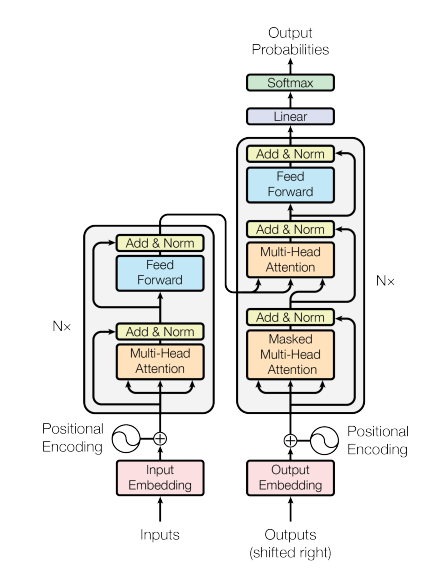 Output
Probabilities
Softmax
Linear
Add & Norm
Feed
Forward
Add & Norm
Multi-Head
Attention
Add & Norm
Masked
Multi-Head
Attention
N×
Add & Norm
Feed
Forward
Add & Norm
Multi-Head
Attention
N×
Positional
Encoding
Positional
Encoding
Input
Embedding
Output
Embedding
Inputs
Outputs
(shifted right)